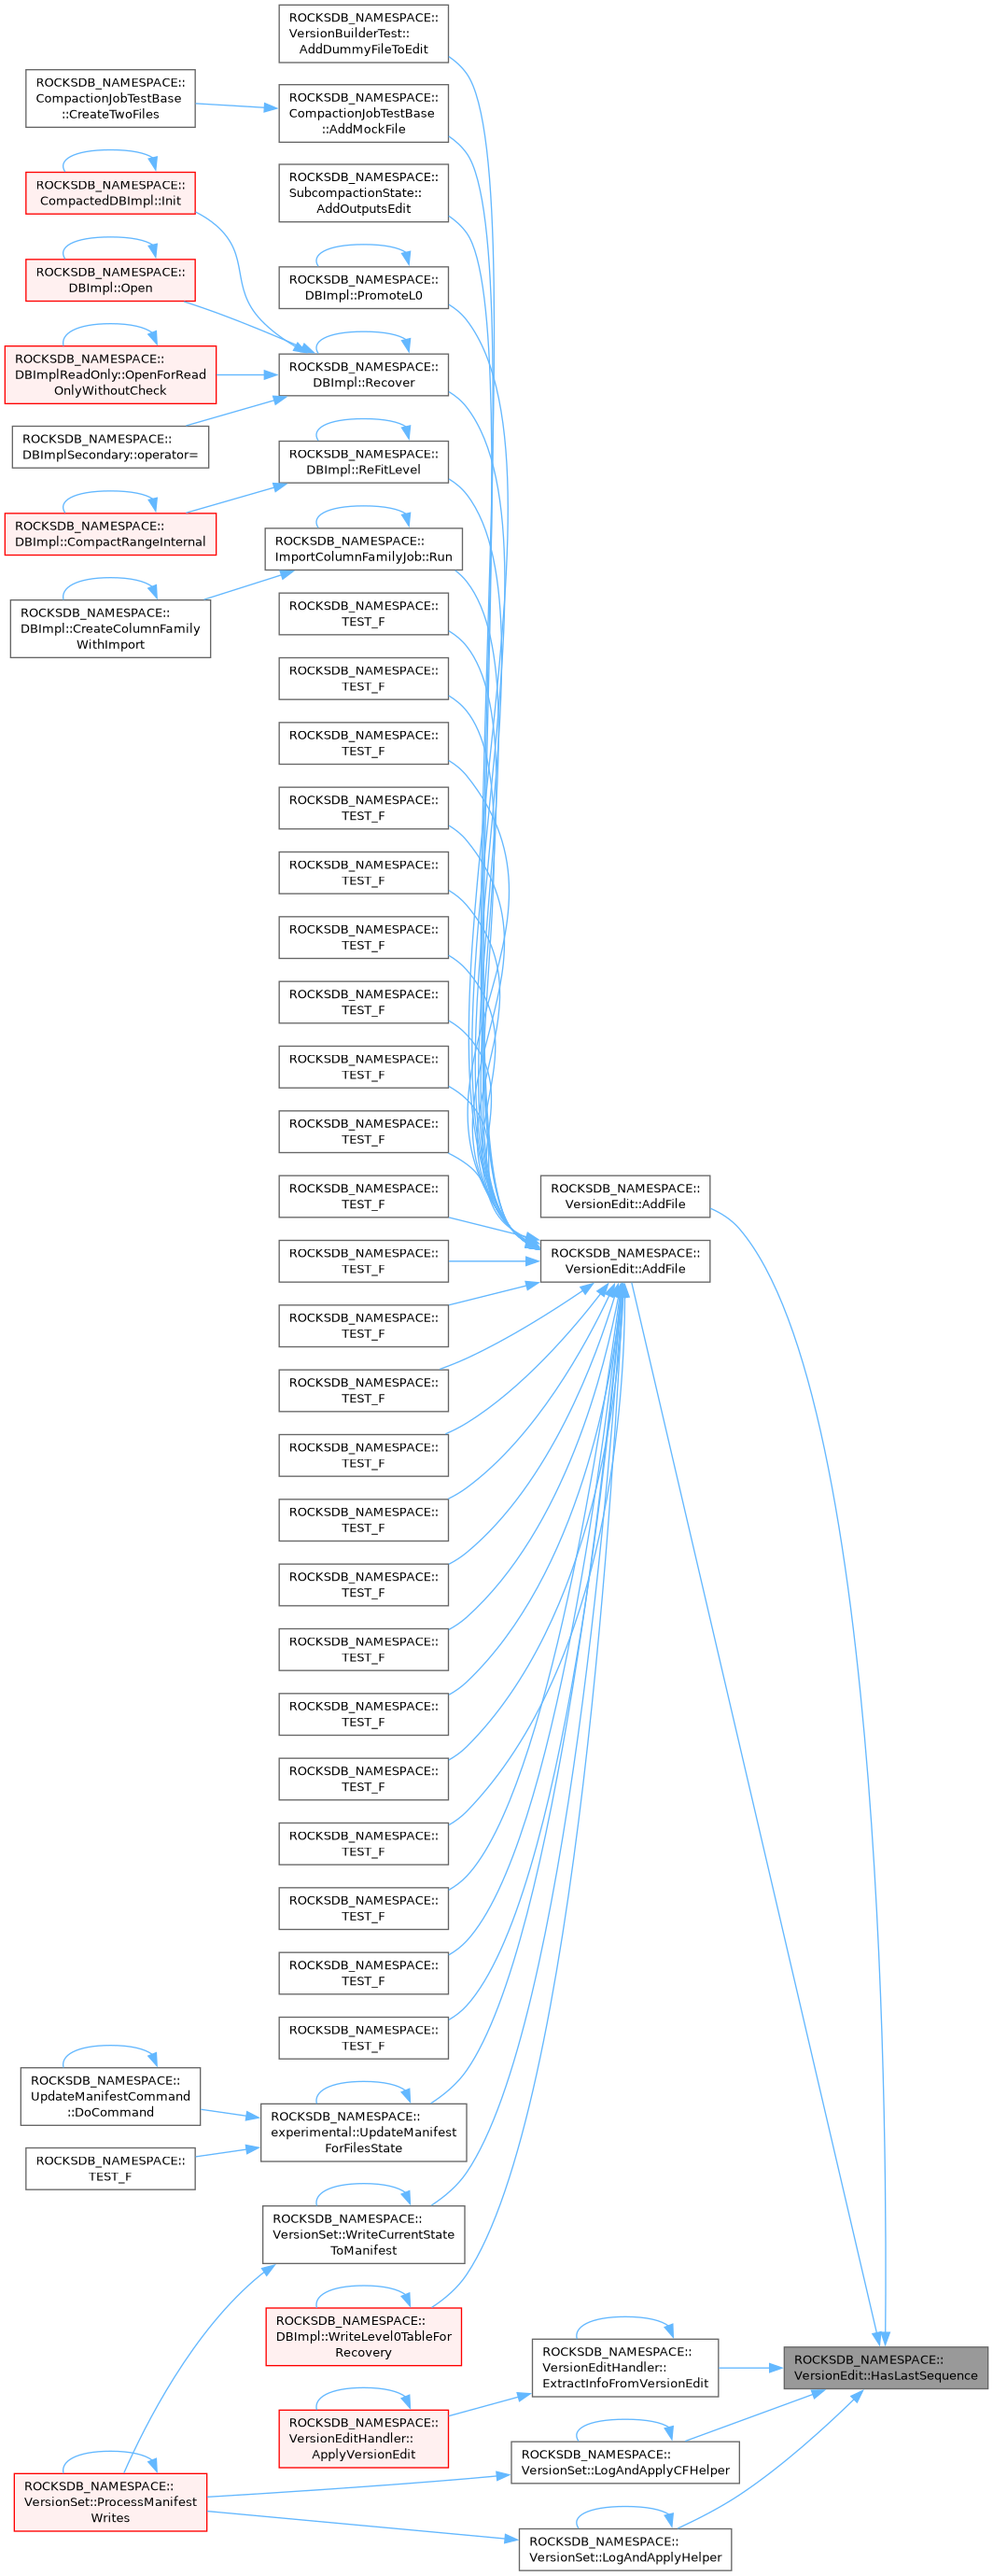 ROCKSDB_NAMESPACE::
VersionBuilderTest::
AddDummyFileToEdit
ROCKSDB_NAMESPACE::
CompactionJobTestBase
::CreateTwoFiles
ROCKSDB_NAMESPACE::
CompactionJobTestBase
::AddMockFile
ROCKSDB_NAMESPACE::
CompactedDBImpl::Init
ROCKSDB_NAMESPACE::
SubcompactionState::
AddOutputsEdit
ROCKSDB_NAMESPACE::
DBImpl::Open
ROCKSDB_NAMESPACE::
DBImpl::PromoteL0
ROCKSDB_NAMESPACE::
DBImplReadOnly::OpenForRead
OnlyWithoutCheck
ROCKSDB_NAMESPACE::
DBImpl::Recover
ROCKSDB_NAMESPACE::
DBImplSecondary::operator=
ROCKSDB_NAMESPACE::
DBImpl::ReFitLevel
ROCKSDB_NAMESPACE::
DBImpl::CompactRangeInternal
ROCKSDB_NAMESPACE::
ImportColumnFamilyJob::Run
ROCKSDB_NAMESPACE::
DBImpl::CreateColumnFamily
WithImport
ROCKSDB_NAMESPACE::
TEST_F
ROCKSDB_NAMESPACE::
TEST_F
ROCKSDB_NAMESPACE::
TEST_F
ROCKSDB_NAMESPACE::
TEST_F
ROCKSDB_NAMESPACE::
TEST_F
ROCKSDB_NAMESPACE::
TEST_F
ROCKSDB_NAMESPACE::
TEST_F
ROCKSDB_NAMESPACE::
TEST_F
ROCKSDB_NAMESPACE::
TEST_F
ROCKSDB_NAMESPACE::
TEST_F
ROCKSDB_NAMESPACE::
VersionEdit::AddFile
ROCKSDB_NAMESPACE::
TEST_F
ROCKSDB_NAMESPACE::
VersionEdit::AddFile
ROCKSDB_NAMESPACE::
TEST_F
ROCKSDB_NAMESPACE::
TEST_F
ROCKSDB_NAMESPACE::
TEST_F
ROCKSDB_NAMESPACE::
TEST_F
ROCKSDB_NAMESPACE::
TEST_F
ROCKSDB_NAMESPACE::
TEST_F
ROCKSDB_NAMESPACE::
TEST_F
ROCKSDB_NAMESPACE::
TEST_F
ROCKSDB_NAMESPACE::
TEST_F
ROCKSDB_NAMESPACE::
TEST_F
ROCKSDB_NAMESPACE::
TEST_F
ROCKSDB_NAMESPACE::
TEST_F
ROCKSDB_NAMESPACE::
UpdateManifestCommand
::DoCommand
ROCKSDB_NAMESPACE::
experimental::UpdateManifest
ForFilesState
ROCKSDB_NAMESPACE::
TEST_F
ROCKSDB_NAMESPACE::
VersionSet::WriteCurrentState
ToManifest
ROCKSDB_NAMESPACE::
DBImpl::WriteLevel0TableFor
Recovery
ROCKSDB_NAMESPACE::
VersionEditHandler::
ExtractInfoFromVersionEdit
ROCKSDB_NAMESPACE::
VersionEdit::HasLastSequence
ROCKSDB_NAMESPACE::
VersionEditHandler::
ApplyVersionEdit
ROCKSDB_NAMESPACE::
VersionSet::LogAndApplyCFHelper
ROCKSDB_NAMESPACE::
VersionSet::ProcessManifest
Writes
ROCKSDB_NAMESPACE::
VersionSet::LogAndApplyHelper